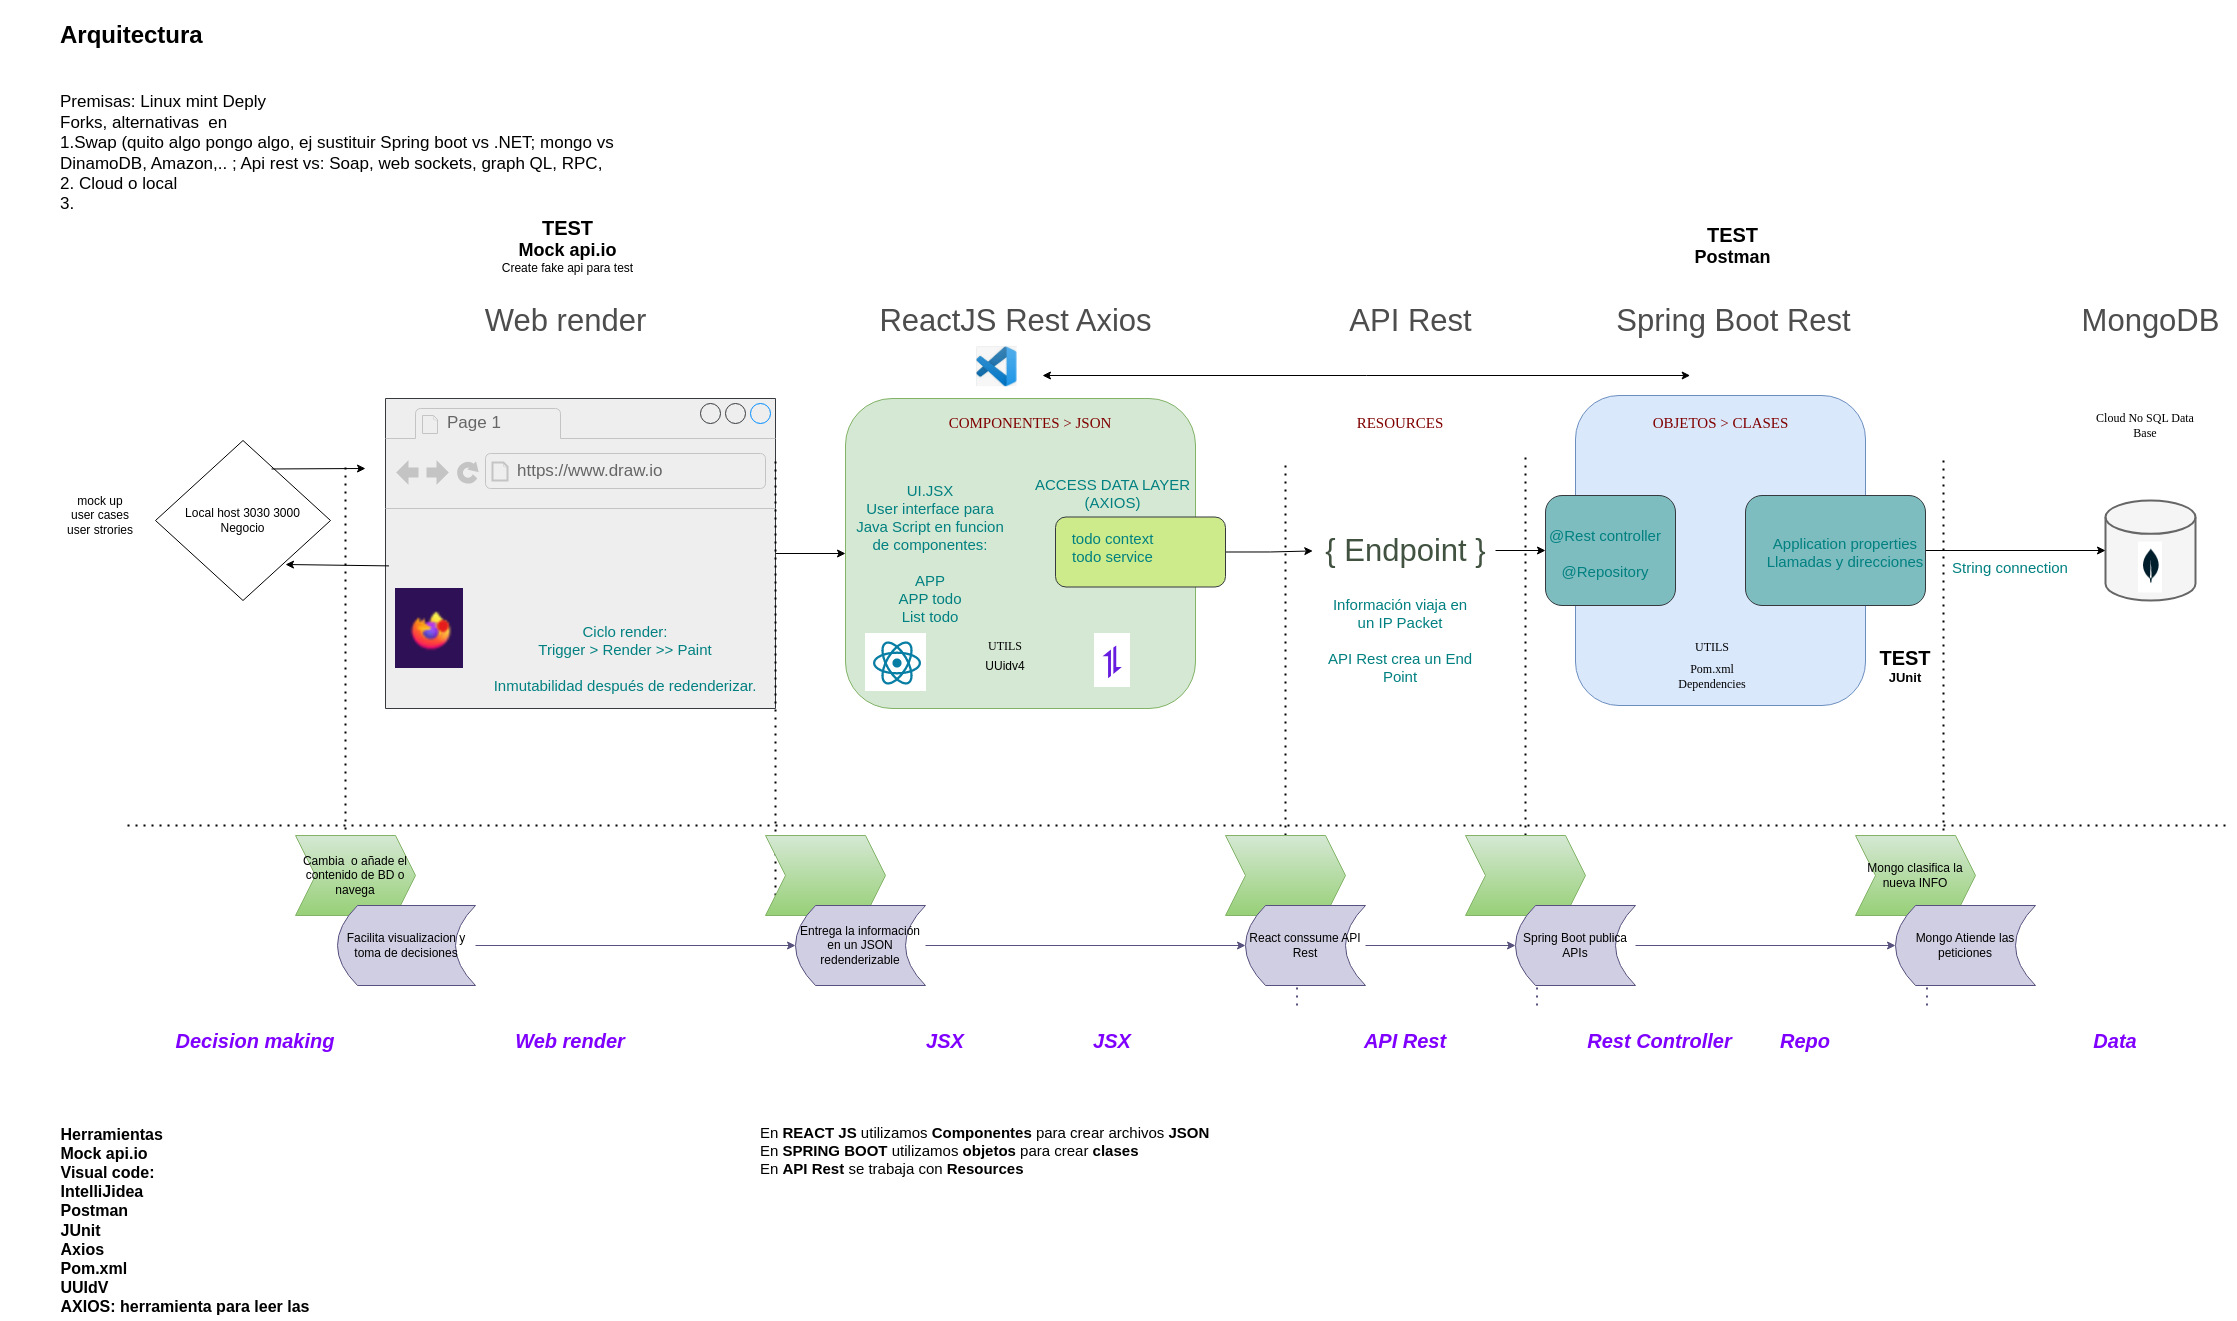 Arquitectura
Premisas: Linux mint Deply
Forks, alternativas  en
1.Swap (quito algo pongo algo, ej sustituir Spring boot vs .NET; mongo vs
DinamoDB, Amazon,.. ; Api rest vs: Soap, web sockets, graph QL, RPC,
2. Cloud o local
3.
TEST
Mock api.io
Create fake api para test
TEST
Postman
Web render
ReactJS Rest Axios
API Rest
Spring Boot Rest
MongoDB
mock up
user cases
user strories
Local host 3030 3000
Negocio
Page 1
https://www.draw.io
Ciclo render:
Trigger > Render >> Paint
Inmutabilidad después de redenderizar.
COMPONENTES > JSON
UI.JSX
User interface para
Java Script en funcion
de componentes:
APP
APP todo
List todo
ACCESS DATA LAYER
(AXIOS)
todo context
todo service
UTILS
UUidv4
RESOURCES
{ Endpoint }
Información viaja en
un IP Packet
API Rest crea un End
Point
OBJETOS > CLASES
@Rest controller
@Repository
Application properties
Llamadas y direcciones
UTILS
Pom.xml
Dependencies
TEST
JUnit
String connection
Cloud No SQL Data
Base
Cambia  o añade el
contenido de BD o
navega
Mongo clasifica la
nueva INFO
Facilita visualizacion y
toma de decisiones
Entrega la información
en un JSON
redenderizable
React conssume API
Rest
Spring Boot publica
APIs
Mongo Atiende las
peticiones
Decision making
Web render
JSX
JSX
API Rest
Rest Controller
Repo
Data
Herramientas
Mock api.io
Visual code:
IntelliJidea
Postman
JUnit
Axios
Pom.xml
UUIdV
AXIOS: herramienta para leer las
En REACT JS utilizamos Componentes para crear archivos JSON
En SPRING BOOT utilizamos objetos para crear clases
En API Rest se trabaja con Resources